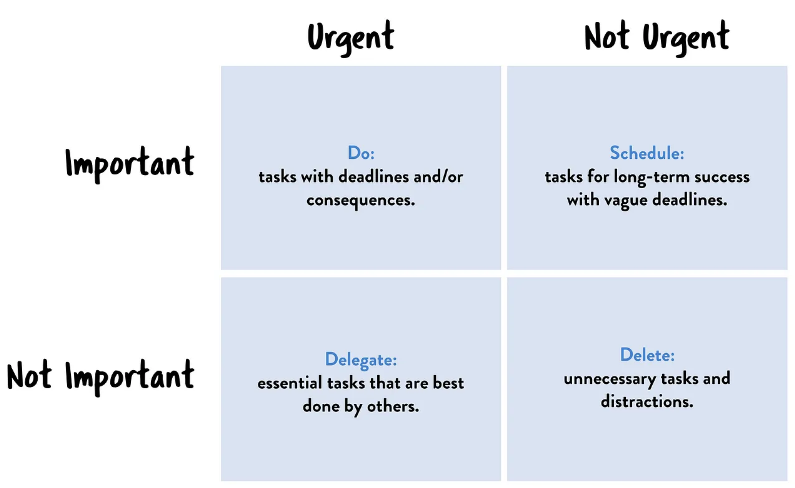 Urgent
Not Urgent
Important
Do:
tasks with deadlines and/or
consequences.
Schedule:
tasks for long-term success
with vague deadlines.
Not Important
Delegate:
essential tasks that are best
done by others.
Delete:
unnecessary tasks and
distractions.